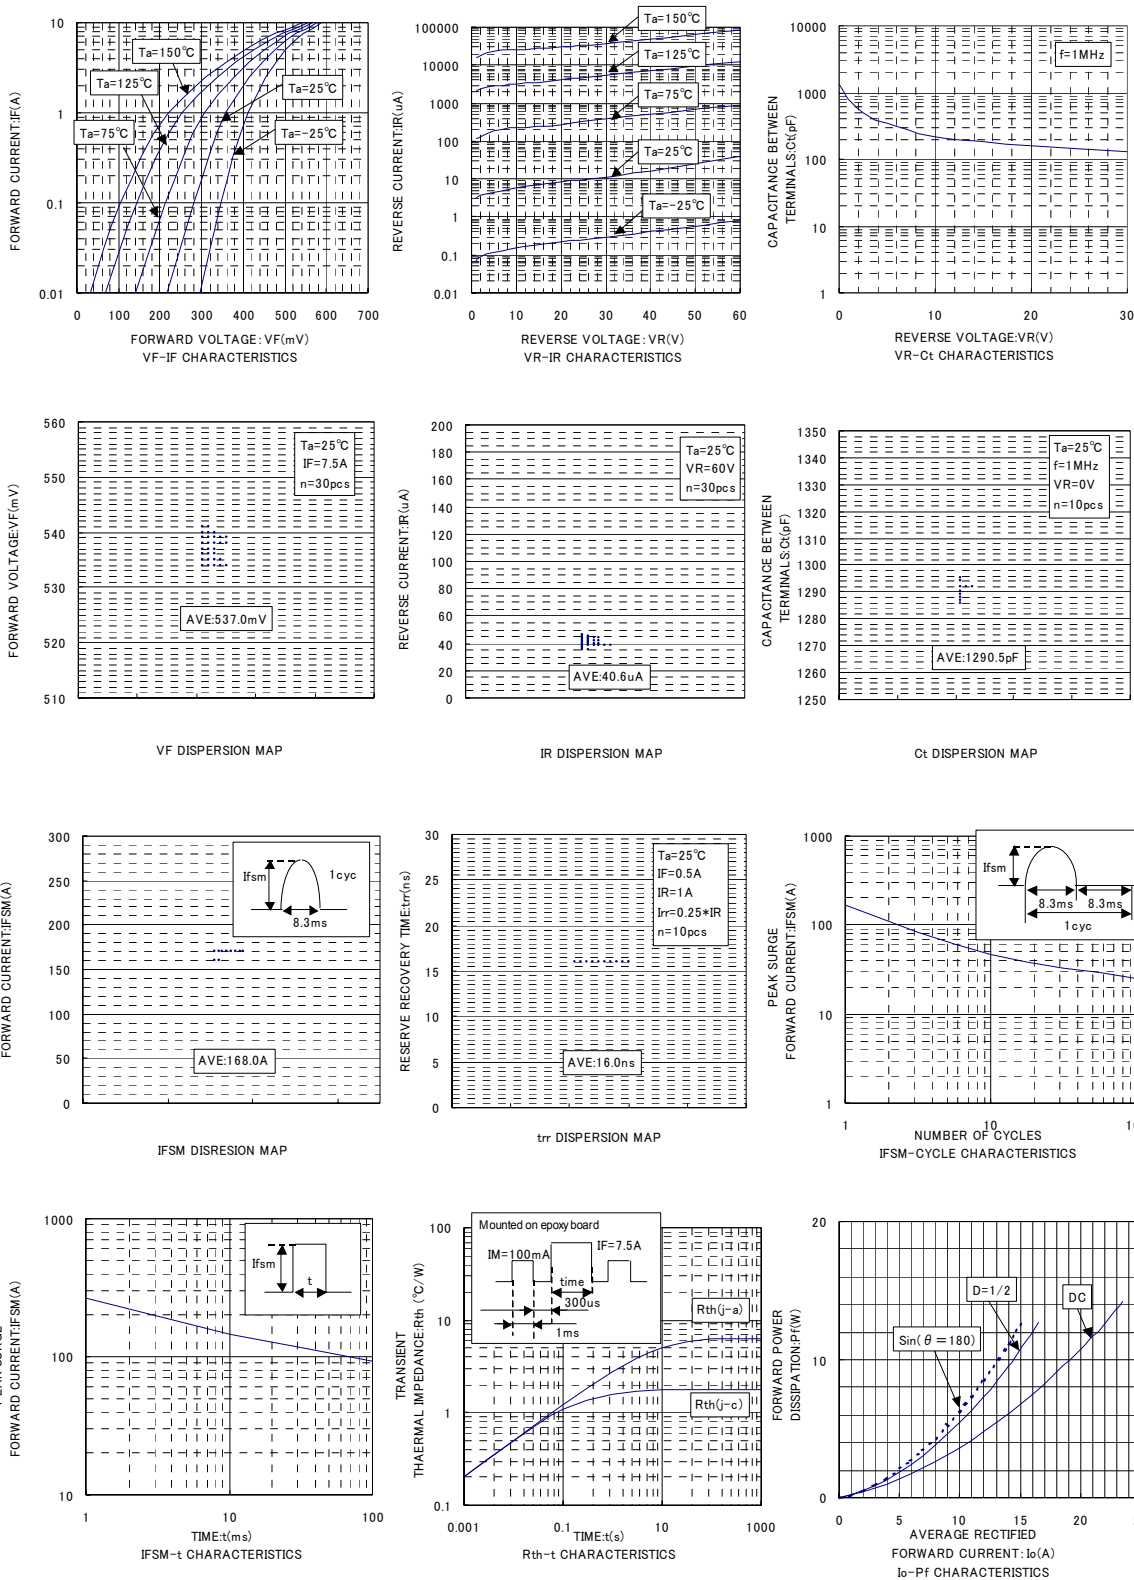 FORWARD CURRENT:IF(A)
10
1
0.1
0.01
Ta=150℃
Ta=125℃
Ta=75℃
Ta=25℃
Ta=-25℃
0 100 200 300 400 500 600 700
FORWARD VOLTAGE:VF(mV)
VF-IF CHARACTERISTICS
REVERSE CURRENT:IR(uA)
100000
10000
1000
100
10
1
0.1
0.01
Ta=150℃
Ta=125℃
Ta=75℃
Ta=25℃
Ta=-25℃
0 10 20 30 40 50 60
REVERSE VOLTAGE:VR(V)
VR-IR CHARACTERISTICS
CAPACITANCE BETWEEN
TERMINALS:Ct(pF)
10000
1000
100
10
1
f=1MHz
0 10 20 30
REVERSE VOLTAGE:VR(V)
VR-Ct CHARACTERISTICS
FORWARD VOLTAGE:VF(mV)
560
550
540
530
520
510
Ta=25℃
IF=7.5A
n=30pcs
AVE:537.0mV
VF DISPERSION MAP
REVERSE CURRENT:IR(uA)
200
180
160
140
120
100
80
60
40
20
0
Ta=25℃
VR=60V
n=30pcs
AVE:40.6uA
IR DISPERSION MAP
CAPACITANCE BETWEEN
TERMINALS:Ct(pF)
1350
1340
1330
1320
1310
1300
1290
1280
1270
1260
1250
Ta=25℃
f=1MHz
VR=0V
n=10pcs
AVE:1290.5pF
Ct DISPERSION MAP
FORWARD CURRENT:IFSM(A)
300
250
200
150
100
50
0
Ifsm
1cyc
8.3ms
AVE:168.0A
IFSM DISRESION MAP
RESERVE RECOVERY TIME:trr(ns)
30
25
20
15
10
5
0
Ta=25℃
IF=0.5A
IR=1A
Irr=0.25*IR
n=10pcs
AVE:16.0ns
trr DISPERSION MAP
PEAK SURGE
FORWARD CURRENT:IFSM(A)
1000
100
10
1
Ifsm
8.3ms 8.3ms
1cyc
1 10
NUMBER OF CYCLES
IFSM-CYCLE CHARACTERISTICS
FORWARD CURRENT:IFSM(A)
1000
100
10
Ifsm
t
1 10 100
TIME:t(ms)
IFSM-t CHARACTERISTICS
TRANSIENT
THAERMAL IMPEDANCE:Rth (℃/W)
100
10
1
0.1
Mounted on epoxy board
IM=100mA
IF=7.5A
time
300us
1ms
Rth(j-a)
Rth(j-c)
0.001 0.1 10 1000
TIME:t(s)
Rth-t CHARACTERISTICS
FORWARD POWER
DISSIPATION:Pf(W)
20
10
0
D=1/2
DC
Sin(θ=180)
0 5 10 15 20
AVERAGE RECTIFIED
FORWARD CURRENT:Io(A)
Io-Pf CHARACTERISTICS